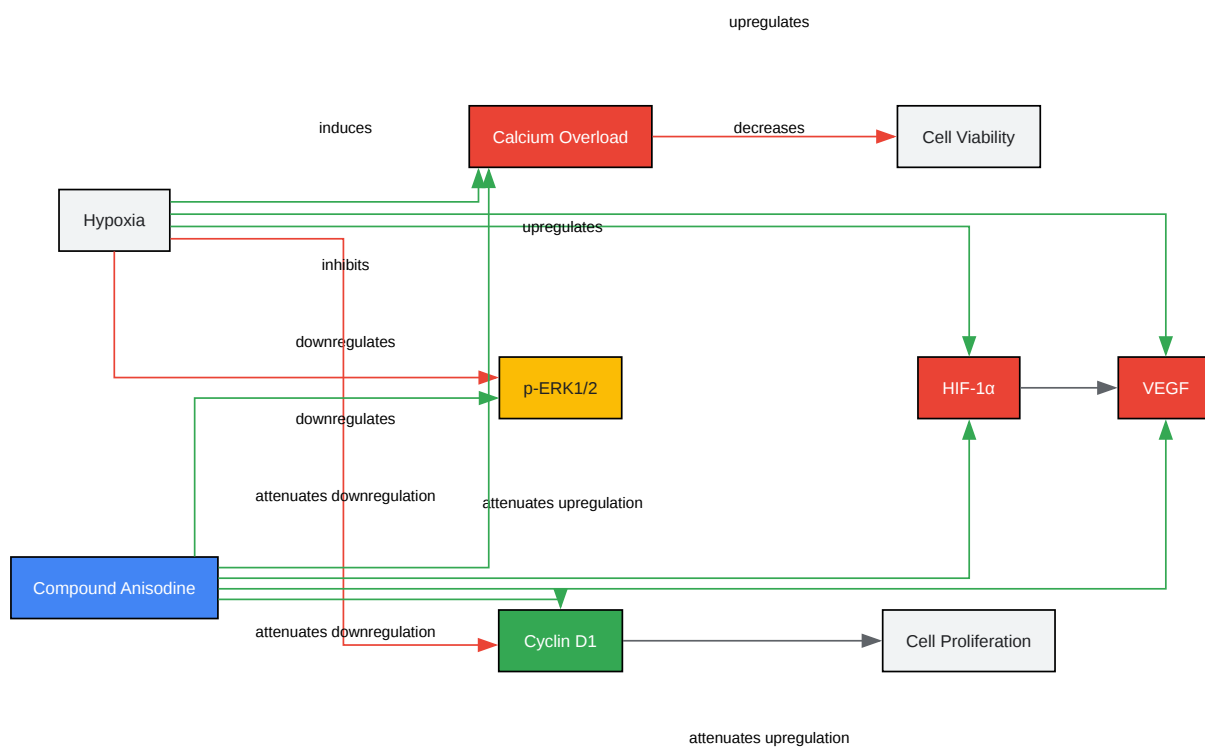 upregulates
induces
Calcium Overload
decreases
Cell Viability
Hypoxia
upregulates
inhibits
downregulates
p-ERK1/2
HIF-1α
VEGF
downregulates
attenuates downregulation
attenuates upregulation
Compound Anisodine
attenuates downregulation
Cyclin D1
Cell Proliferation
attenuates upregulation